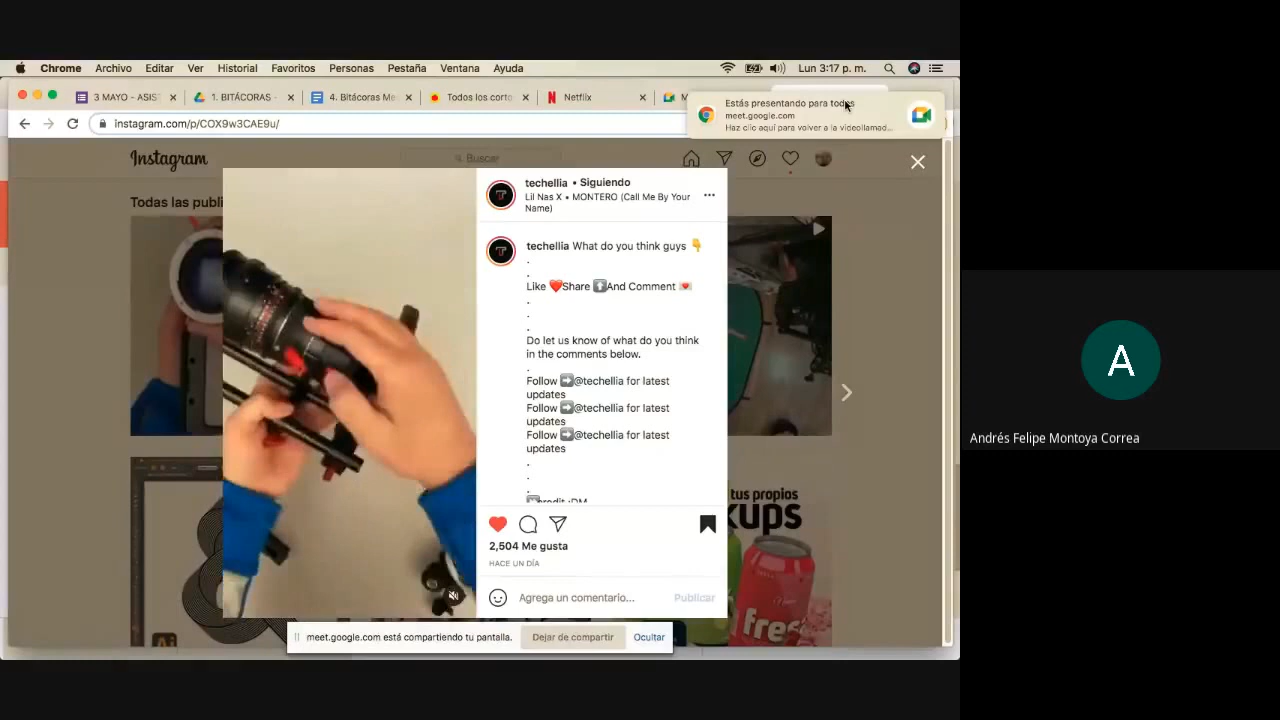 Chrome Archivo Editar Ver Historial Favoritos Personas Pestaña Ventana Ayuda Lun 3:17 p. m.
3 MAYO - ASIS 1. BITÁCORAS - 4. Bitácoras Me Todos los corto Netflix M
Estás presentando para todos
meet.google.com
Haz clic aquí para volver a la videollamad...
instagram.com/p/COX9w3CAE9u/
Instagram
Buscar
Todas las publi
techellia • Siguiendo
Lil Nas X • MONTERO (Call Me By Your
Name)
techellia What do you think guys 👇
.
.
Like ❤️Share ⬆️And Comment 💌
.
.
.
Do let us know of what do you think
in the comments below.
.
Follow ➡️@techellia for latest
updates
Follow ➡️@techellia for latest
updates
Follow ➡️@techellia for latest
updates
.
.
.
credit :DM
2,504 Me gusta
HACE UN DÍA
Agrega un comentario... Publicar
tus propios
kups
fres
Ai
meet.google.com está compartiendo tu pantalla. Dejar de compartir Ocultar
A
Andrés Felipe Montoya Correa